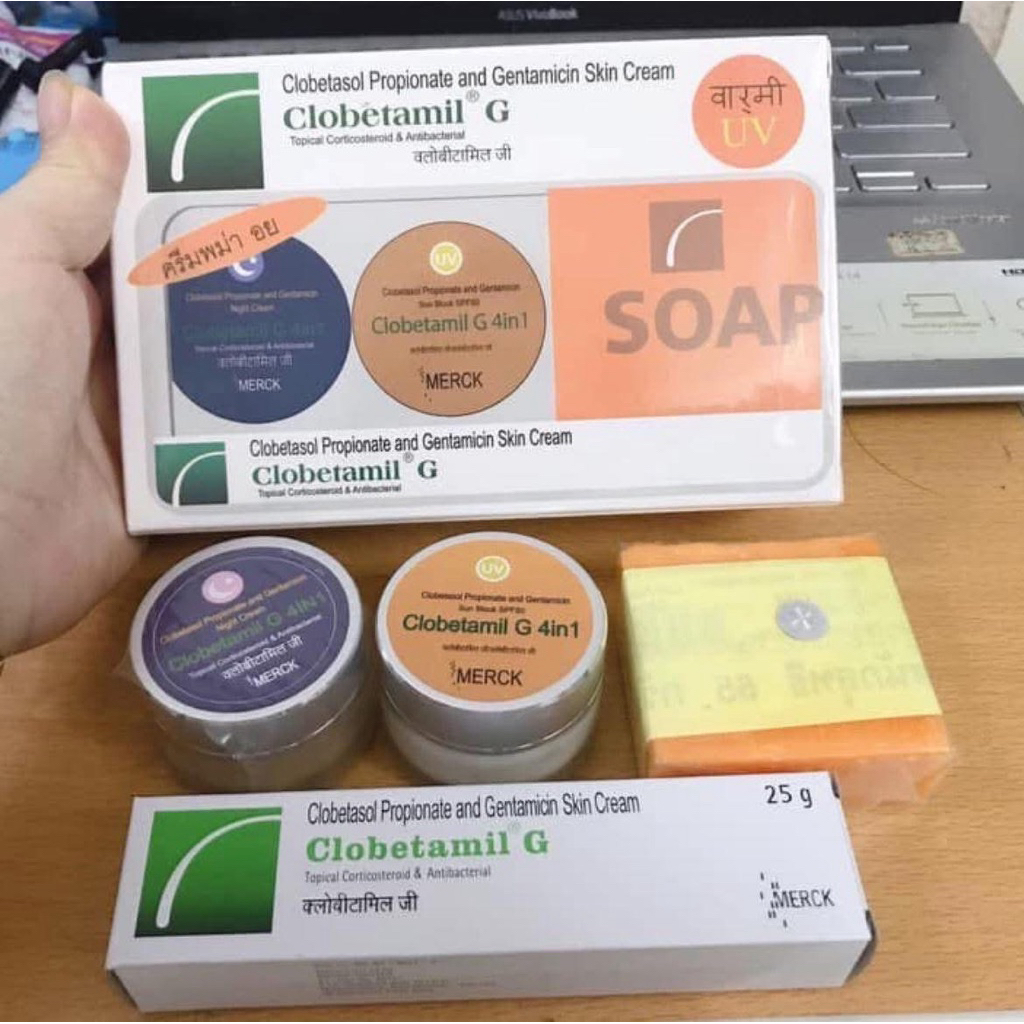 ASUS VivoBook
Clobetasol Propionate and Gentamicin Skin Cream
Clobetamil® G
Topical Corticosteroid & Antibacterial
क्लोबीटामिल जी
वार्मी
UV
ครีมพม่า อย
Clobetasol Propionate and Gentamicin
Night Cream
Clobetamil G 4in1
Topical Corticosteroid & Antibacterial
क्लोबीटामिल जी
MERCK
UV
Clobetasol Propionate and Gentamicin
Sun Block SPF60
Clobetamil G 4in1
MERCK
SOAP
Clobetasol Propionate and Gentamicin Skin Cream
Clobetamil® G
Topical Corticosteroid & Antibacterial
Clobetasol Propionate and Gentamicin
Night Cream
Clobetamil G 4IN1
Topical Corticosteroid & Antibacterial
क्लोबीटामिल जी
MERCK
UV
Clobetasol Propionate and Gentamicin
Sun Block SPF60
Clobetamil G 4in1
MERCK
Clobetasol Propionate and Gentamicin Skin Cream
25 g
Clobetamil® G
Topical Corticosteroid & Antibacterial
क्लोबीटामिल जी
MERCK